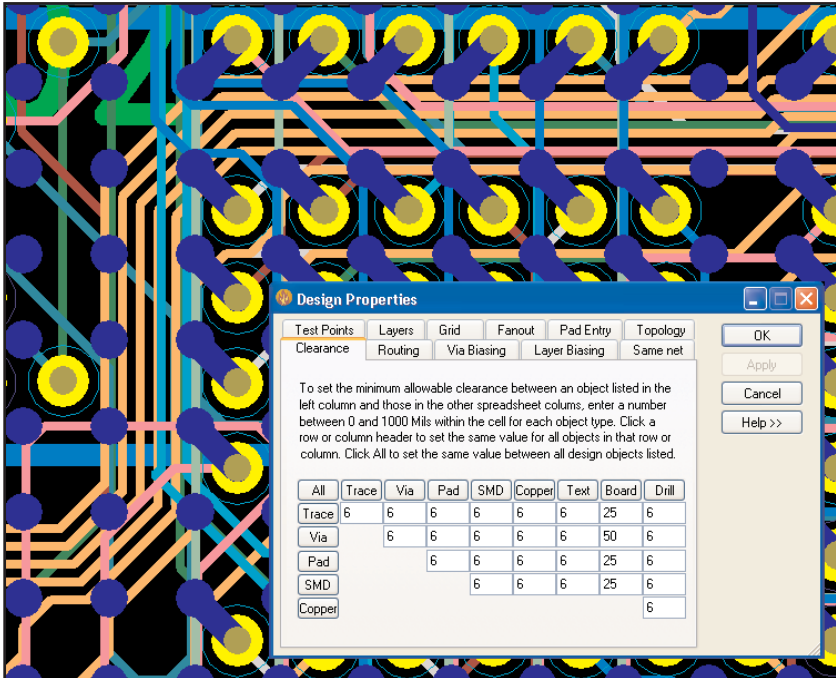 Design Properties
Test Points Layers Grid Fanout Pad Entry Topology
Clearance Routing Via Biasing Layer Biasing Same net
To set the minimum allowable clearance between an object listed in the
left column and those in the other spreadsheet colums, enter a number
between 0 and 1000 Mils within the cell for each object type. Click a
row or column header to set the same value for all objects in that row or
column. Click All to set the same value between all design objects listed.
All Trace Via Pad SMD Copper Text Board Drill
Trace 6 6 6 6 6 6 25 6
Via 6 6 6 6 6 50 6
Pad 6 6 6 6 25 6
SMD 6 6 6 25 6
Copper 6
OK
Apply
Cancel
Help >>